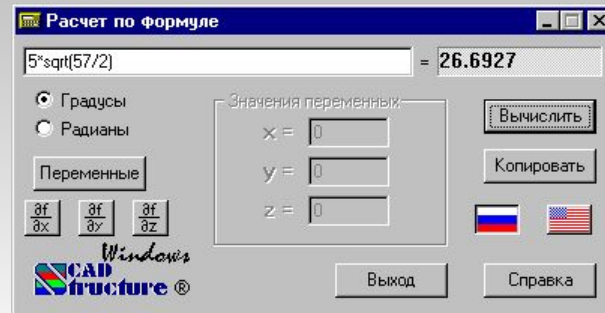 Расчет по формуле
5*sqrt(57/2) = 26.6927
Градусы
Радианы
Значения переменных
x = 0
y = 0
z = 0
Вычислить
Копировать
Переменные
∂f/∂x ∂f/∂y ∂f/∂z
Windows
SCAD
Structure ®
Выход
Справка